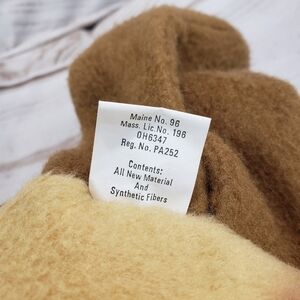 Maine No. 96
Mass. Lic. No. 196
OH6347
Reg. No. PA252
Contents:
All New Material
And
Synthetic Fibers